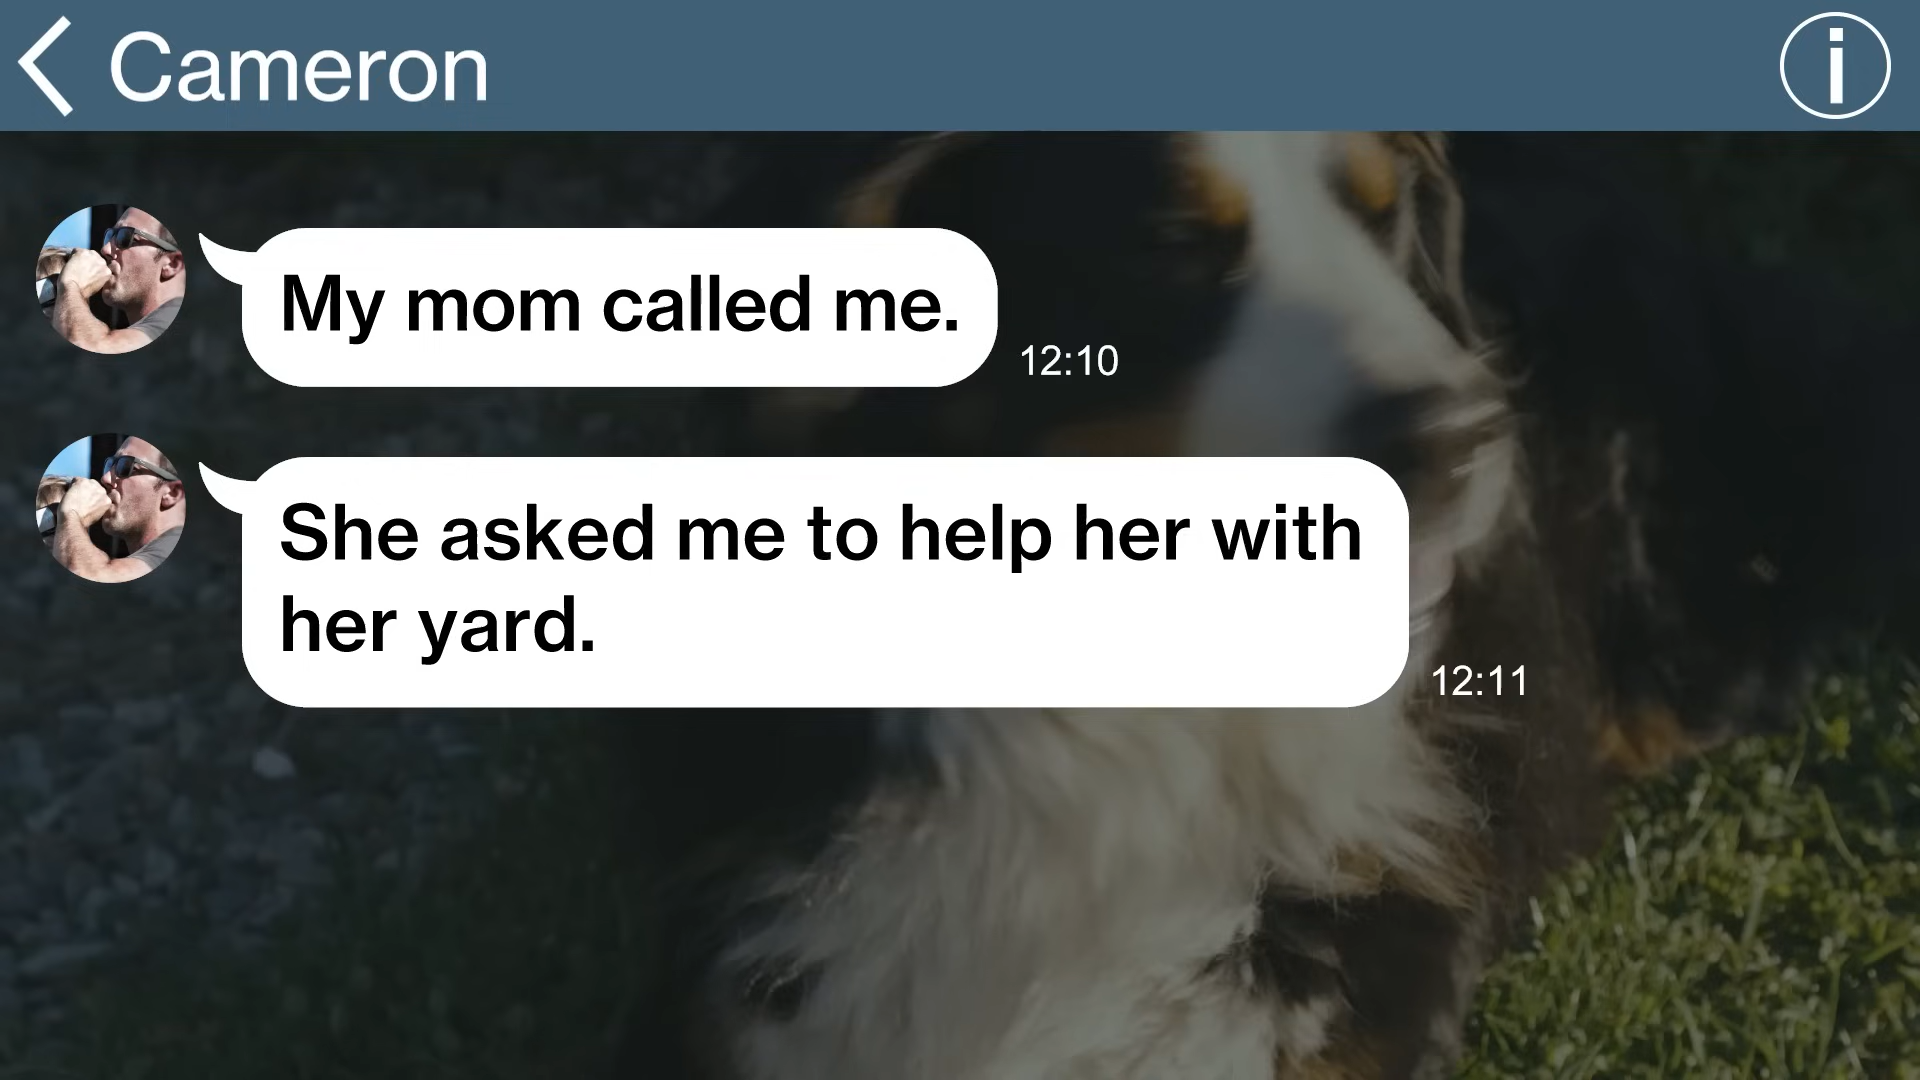 Cameron
My mom called me.
12:10
She asked me to help her with
her yard.
12:11